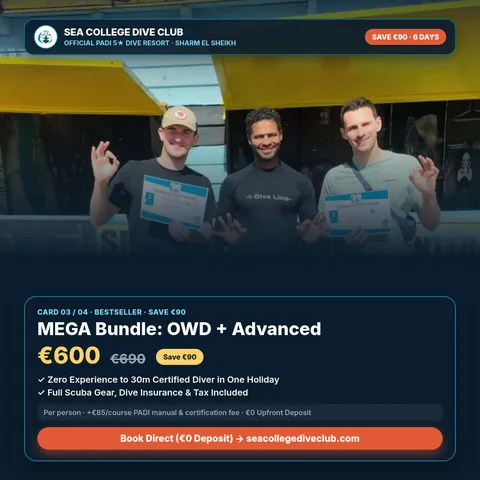 SEA COLLEGE DIVE CLUB
OFFICIAL PADI 5★ DIVE RESORT · SHARM EL SHEIKH
SAVE €90 · 6 DAYS
Dive Line
CARD 03 / 04 · BESTSELLER · SAVE €90
MEGA Bundle: OWD + Advanced
€600 €690 Save €90
✓ Zero Experience to 30m Certified Diver in One Holiday
✓ Full Scuba Gear, Dive Insurance & Tax Included
Per person · +€85/course PADI manual & certification fee · €0 Upfront Deposit
Book Direct (€0 Deposit) → seacollegediveclub.com